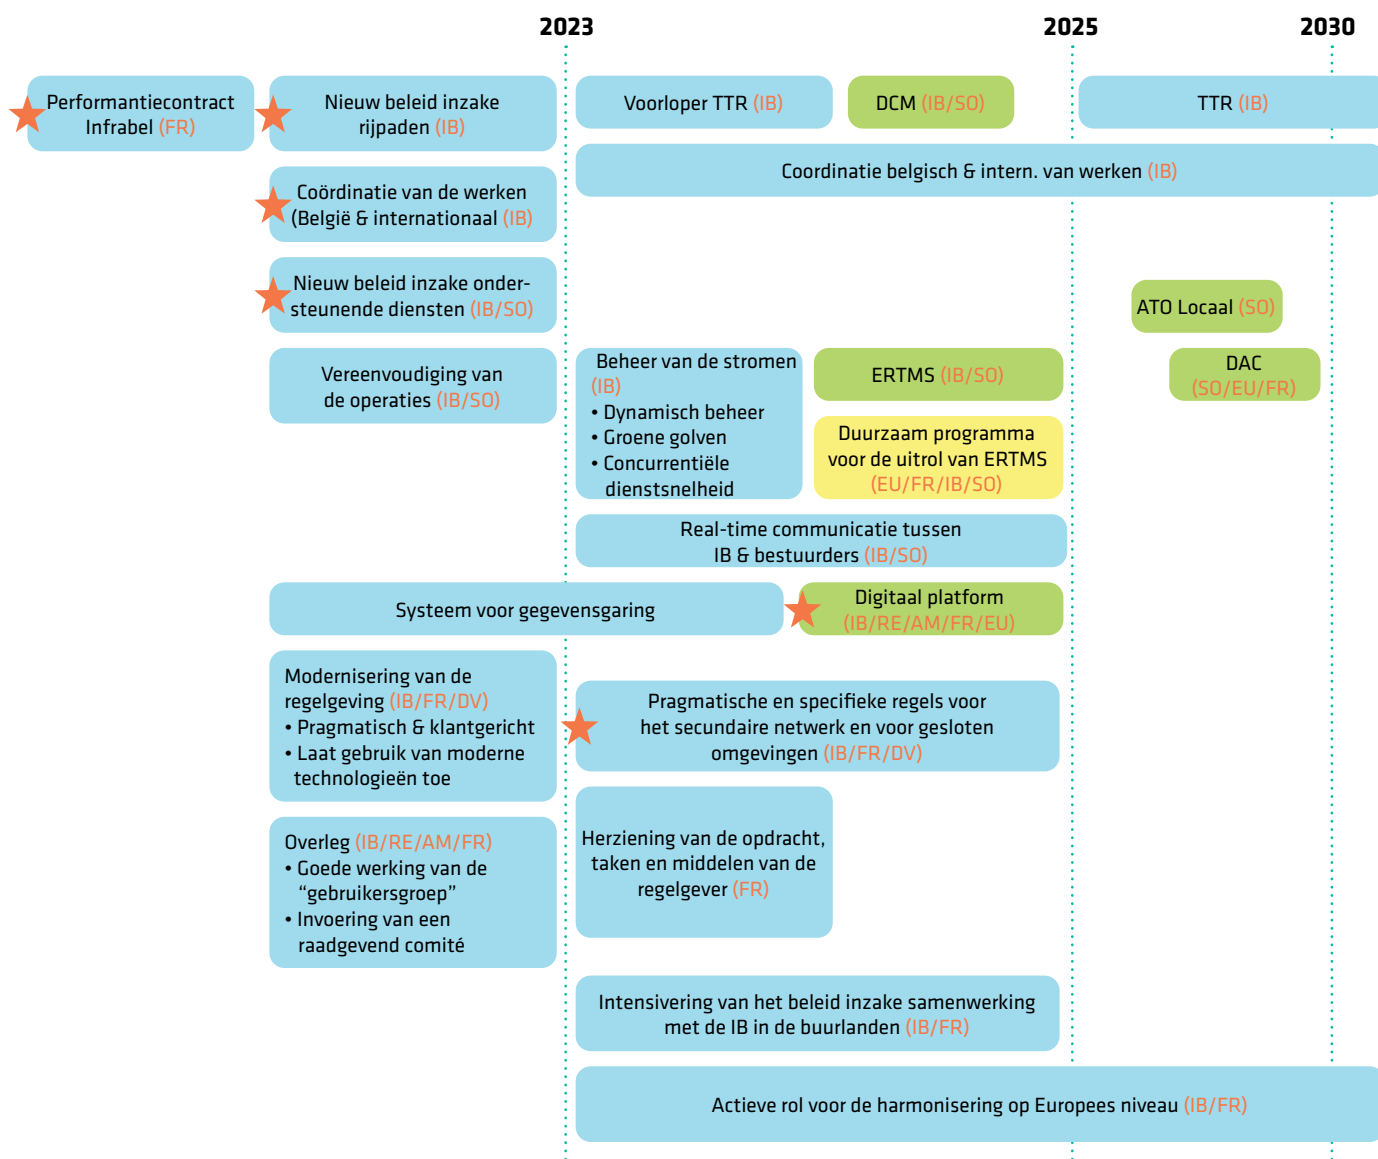 2023
2025
2030
Performantiecontract
Infrabel (FR)
Nieuw beleid inzake
rijpaden (IB)
Voorloper TTR (IB)
DCM (IB/SO)
TTR (IB)
Coordinatie belgisch & intern. van werken (IB)
Coördinatie van de werken
(België & internationaal (IB)
Nieuw beleid inzake onder-
steunende diensten (IB/SO)
ATO Locaal (SO)
Vereenvoudiging van
de operaties (IB/SO)
Beheer van de stromen
(IB)
• Dynamisch beheer
• Groene golven
• Concurrentiële
dienstsnelheid
ERTMS (IB/SO)
DAC
(SO/EU/FR)
Duurzaam programma
voor de uitrol van ERTMS
(EU/FR/IB/SO)
Real-time communicatie tussen
IB & bestuurders (IB/SO)
Systeem voor gegevensgaring
Digitaal platform
(IB/RE/AM/FR/EU)
Modernisering van de
regelgeving (IB/FR/DV)
• Pragmatisch & klantgericht
• Laat gebruik van moderne
technologieën toe
Pragmatische en specifieke regels voor
het secundaire netwerk en voor gesloten
omgevingen (IB/FR/DV)
Overleg (IB/RE/AM/FR)
• Goede werking van de
“gebruikersgroep”
• Invoering van een
raadgevend comité
Herziening van de opdracht,
taken en middelen van de
regelgever (FR)
Intensivering van het beleid inzake samenwerking
met de IB in de buurlanden (IB/FR)
Actieve rol voor de harmonisering op Europees niveau (IB/FR)